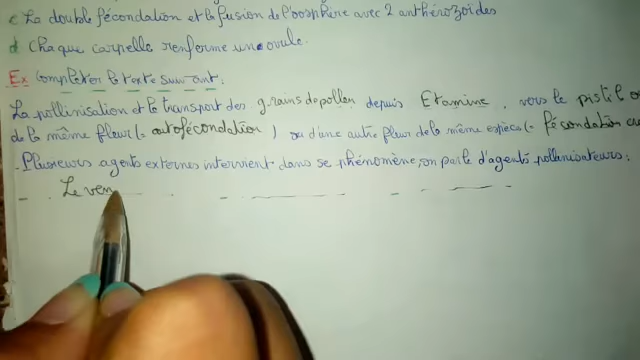 c La double fécondation et la fusion de l'oosphère avec 2 anthérozoïdes
d Chaque carpelle renferme un ovule.
Ex Compléter le texte suivant:
La pollinisation et le transport des grains de pollen depuis Etamine, vers le pistil
de la même fleur (= autofécondation) ou d'une autre fleur de la même espèce (= fécondation
Plusieurs agents externes intervient dans se phénomène, on parle d'agents pollinisateurs:
- Le ven